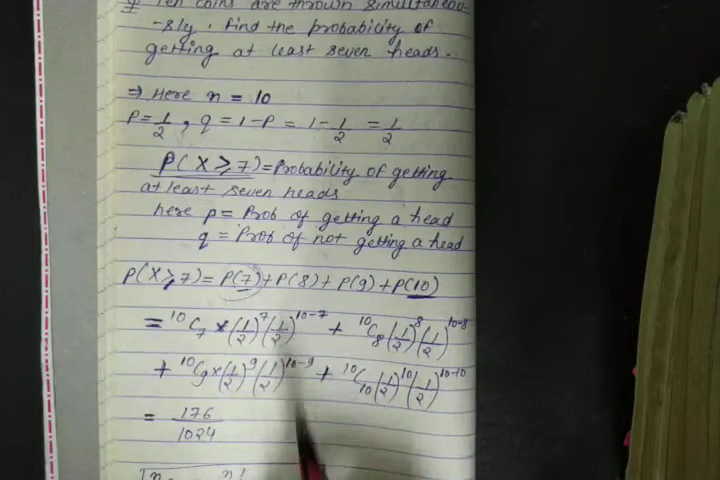 Q Ten coins are thrown simultaneou
-sly. find the probability of
getting at least seven heads.
⇒ Here n = 10
P = 1/2, q = 1-P = 1 - 1/2 = 1/2
P(X ≥ 7) = Probability of getting
at least seven heads
here p = Prob of getting a head
q = Prob of not getting a head
P(X ≥ 7) = P(7) + P(8) + P(9) + P(10)
= ¹⁰C₇ × (1/2)⁷ (1/2)¹⁰⁻⁷ + ¹⁰C₈ (1/2)⁸ (1/2)¹⁰⁻⁸
+ ¹⁰C₉ × (1/2)⁹ (1/2)¹⁰⁻⁹ + ¹⁰C₁₀ (1/2)¹⁰ (1/2)¹⁰⁻¹⁰
= 176/1024